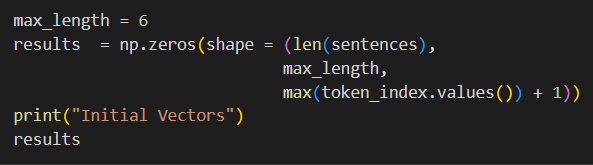 max_length = 6
results  = np.zeros(shape = (len(sentences),
                             max_length,
                             max(token_index.values()) + 1))
print("Initial Vectors")
results